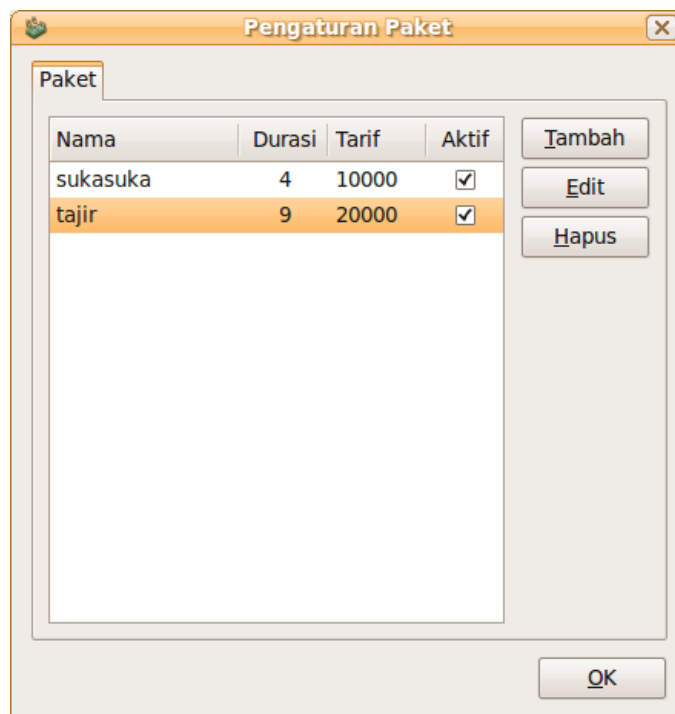 Pengaturan Paket
Paket
Nama Durasi Tarif Aktif
sukasuka 4 10000
tajir 9 20000
Tambah
Edit
Hapus
OK